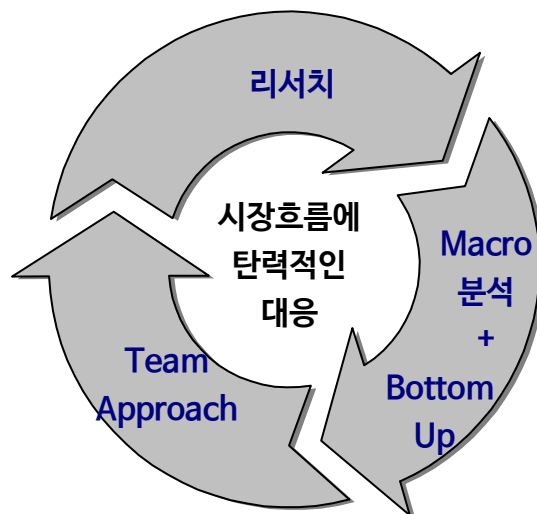 리서치
시장흐름에
탄력적인
대응
Macro
분석
+
Bottom
Up
Team
Approach